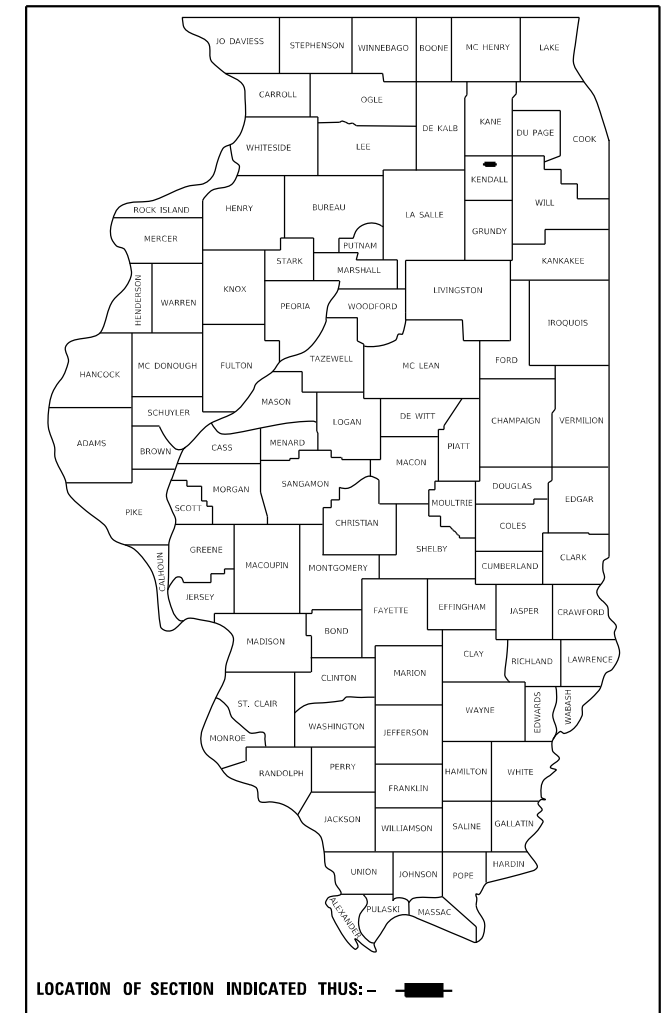 JO DAVIESS
STEPHENSON
WINNEBAGO
BOONE
MC HENRY
LAKE
CARROLL
OGLE
DE KALB
KANE
DU PAGE
COOK
WHITESIDE
LEE
KENDALL
WILL
ROCK ISLAND
HENRY
BUREAU
LA SALLE
GRUNDY
MERCER
PUTNAM
STARK
MARSHALL
KANKAKEE
HENDERSON
WARREN
KNOX
PEORIA
WOODFORD
LIVINGSTON
IROQUOIS
HANCOCK
MC DONOUGH
FULTON
TAZEWELL
MC LEAN
FORD
SCHUYLER
MASON
LOGAN
DE WITT
CHAMPAIGN
VERMILION
ADAMS
BROWN
CASS
MENARD
PIATT
MACON
PIKE
SCOTT
MORGAN
SANGAMON
CHRISTIAN
MOULTRIE
DOUGLAS
COLES
EDGAR
CALHOUN
GREENE
MACOUPIN
MONTGOMERY
SHELBY
CUMBERLAND
CLARK
JERSEY
FAYETTE
EFFINGHAM
JASPER
CRAWFORD
MADISON
BOND
CLAY
RICHLAND
LAWRENCE
CLINTON
MARION
ST. CLAIR
WAYNE
EDWARDS
WABASH
MONROE
WASHINGTON
JEFFERSON
RANDOLPH
PERRY
HAMILTON
WHITE
FRANKLIN
JACKSON
WILLIAMSON
SALINE
GALLATIN
UNION
JOHNSON
POPE
HARDIN
ALEXANDER
PULASKI
MASSAC
LOCATION OF SECTION INDICATED THUS: –